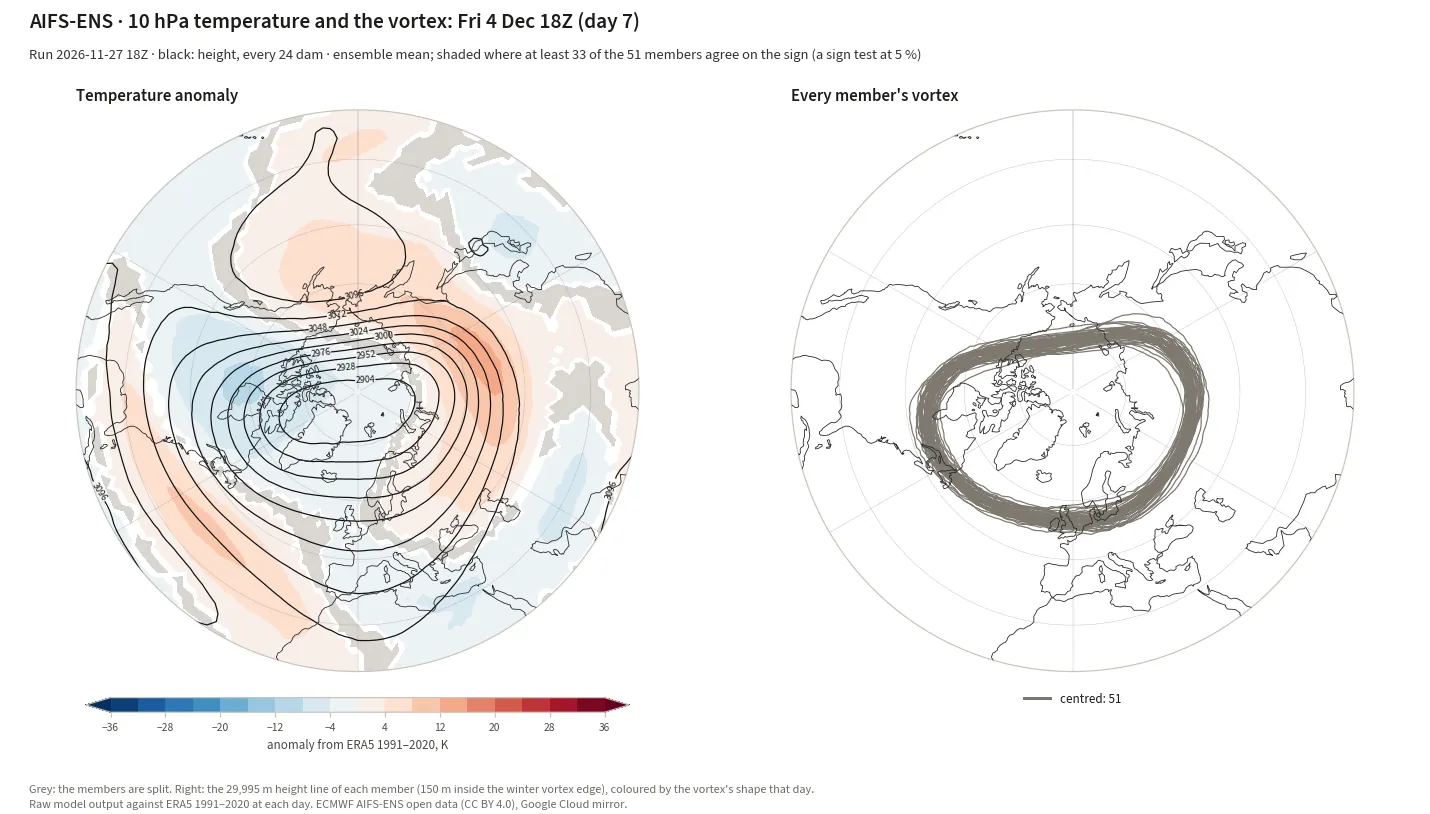 AIFS-ENS · 10 hPa temperature and the vortex: Fri 4 Dec 18Z (day 7)
Run 2026-11-27 18Z · black: height, every 24 dam · ensemble mean; shaded where at least 33 of the 51 members agree on the sign (a sign test at 5 %)
Temperature anomaly
Every member's vortex
3096
3072
3048
3024
3000
2976
2952
2928
2904
3096
3096
centred: 51
−36 −28 −20 −12 −4 4 12 20 28 36
anomaly from ERA5 1991–2020, K
Grey: the members are split. Right: the 29,995 m height line of each member (150 m inside the winter vortex edge), coloured by the vortex's shape that day.
Raw model output against ERA5 1991–2020 at each day. ECMWF AIFS-ENS open data (CC BY 4.0), Google Cloud mirror.